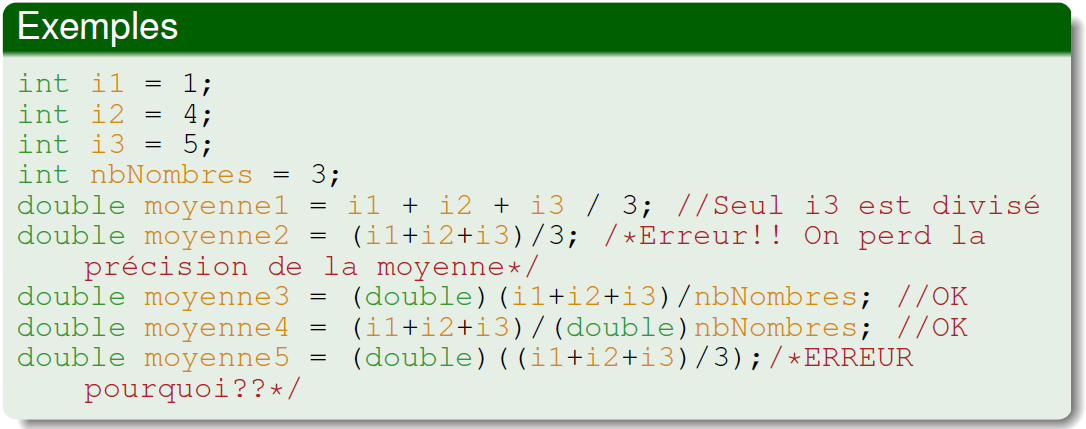 Exemples
int i1 = 1;
int i2 = 4;
int i3 = 5;
int nbNombres = 3;
double moyenne1 = i1 + i2 + i3 / 3; //Seul i3 est divisé
double moyenne2 = (i1+i2+i3)/3; /*Erreur!! On perd la
précision de la moyenne*/
double moyenne3 = (double)(i1+i2+i3)/nbNombres; //OK
double moyenne4 = (i1+i2+i3)/(double)nbNombres; //OK
double moyenne5 = (double)((i1+i2+i3)/3);/*ERREUR
pourquoi??*/